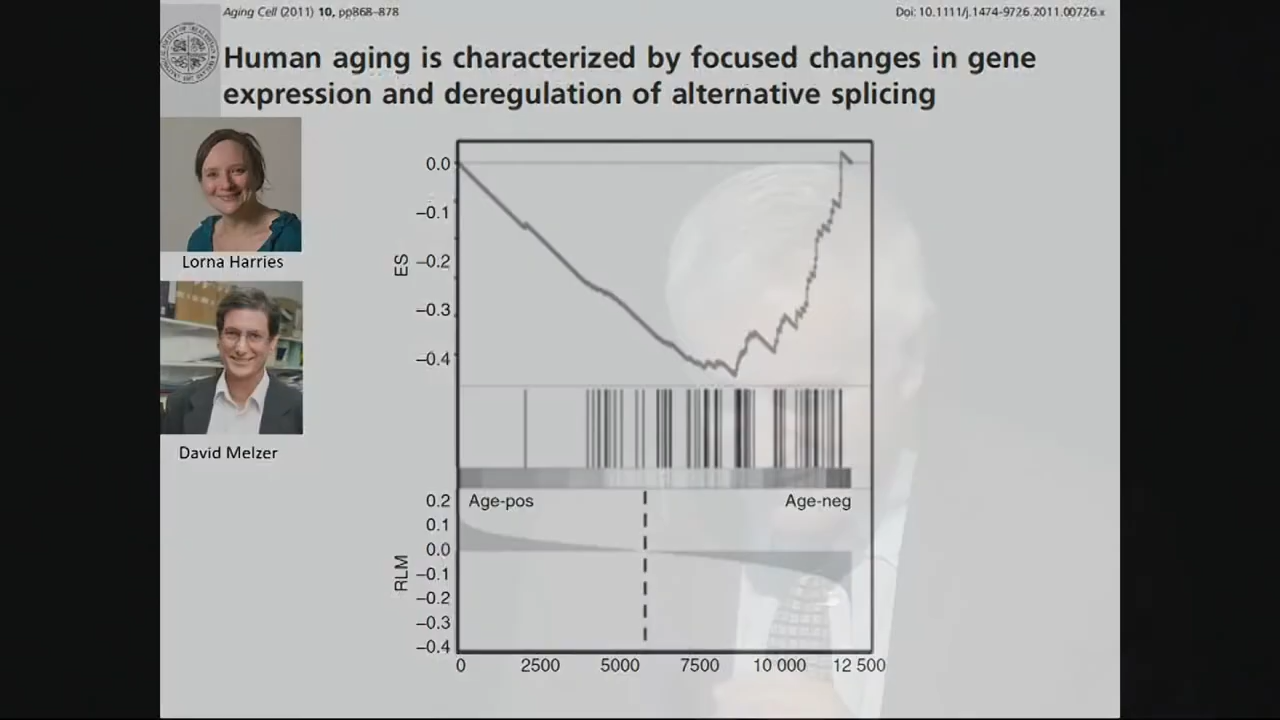 Aging Cell (2011) 10, pp868–878
Doi: 10.1111/j.1474-9726.2011.00726.x
Human aging is characterized by focused changes in gene
expression and deregulation of alternative splicing
Lorna Harries
David Melzer
ES
0.0
–0.1
–0.2
–0.3
–0.4
Age-pos
Age-neg
RLM
0.2
0.1
0.0
–0.1
–0.2
–0.3
–0.4
0
2500
5000
7500
10 000
12 500